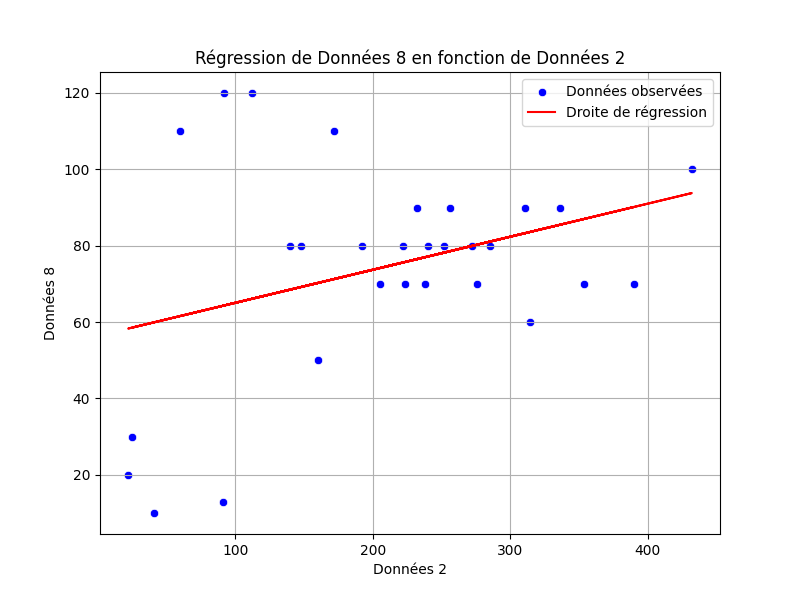 Régression de Données 8 en fonction de Données 2
Données observées
Droite de régression
120
100
80
60
40
20
Données 8
100 200 300 400
Données 2